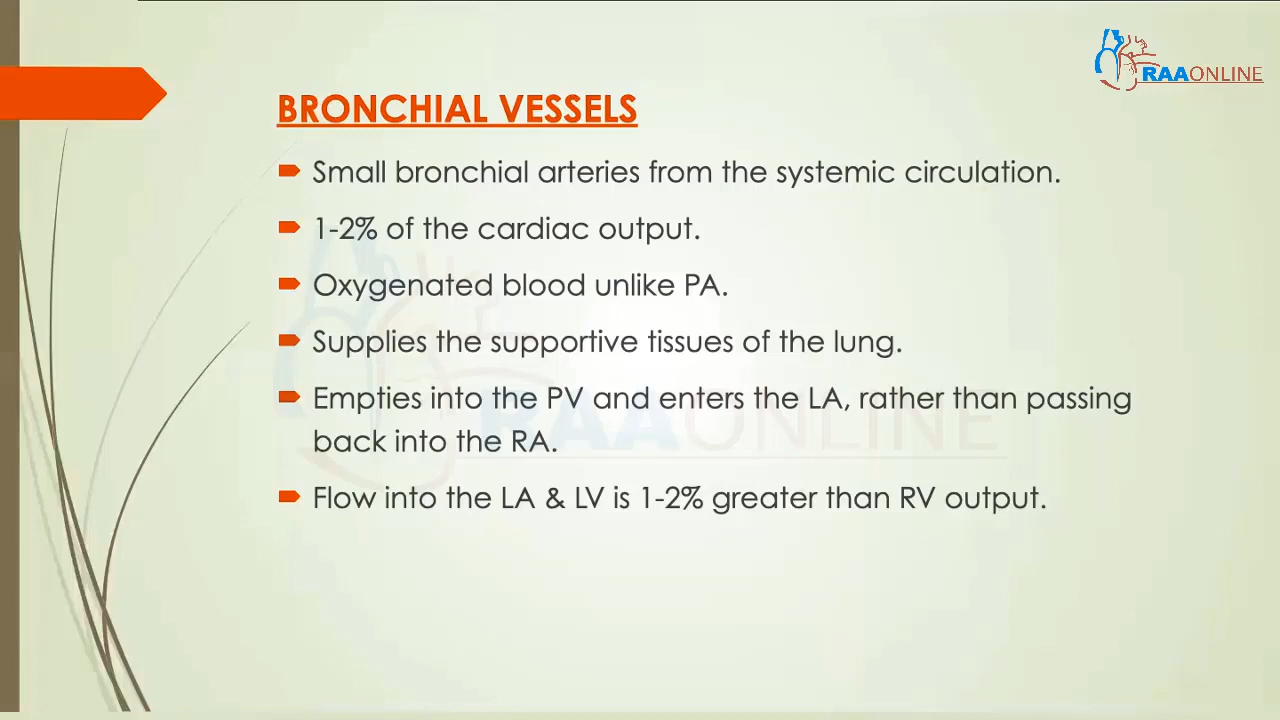 RAAONLINE
BRONCHIAL VESSELS
Small bronchial arteries from the systemic circulation.
1-2% of the cardiac output.
Oxygenated blood unlike PA.
Supplies the supportive tissues of the lung.
Empties into the PV and enters the LA, rather than passing
back into the RA.
Flow into the LA & LV is 1-2% greater than RV output.
RAAONLINE